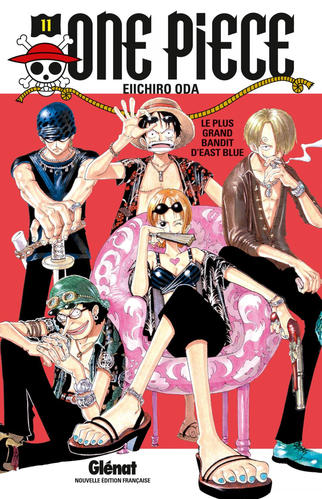 11
ONE PIECE
EIICHIRO ODA
LE PLUS
GRAND
BANDIT
D'EAST BLUE
Glénat
NOUVELLE ÉDITION FRANÇAISE